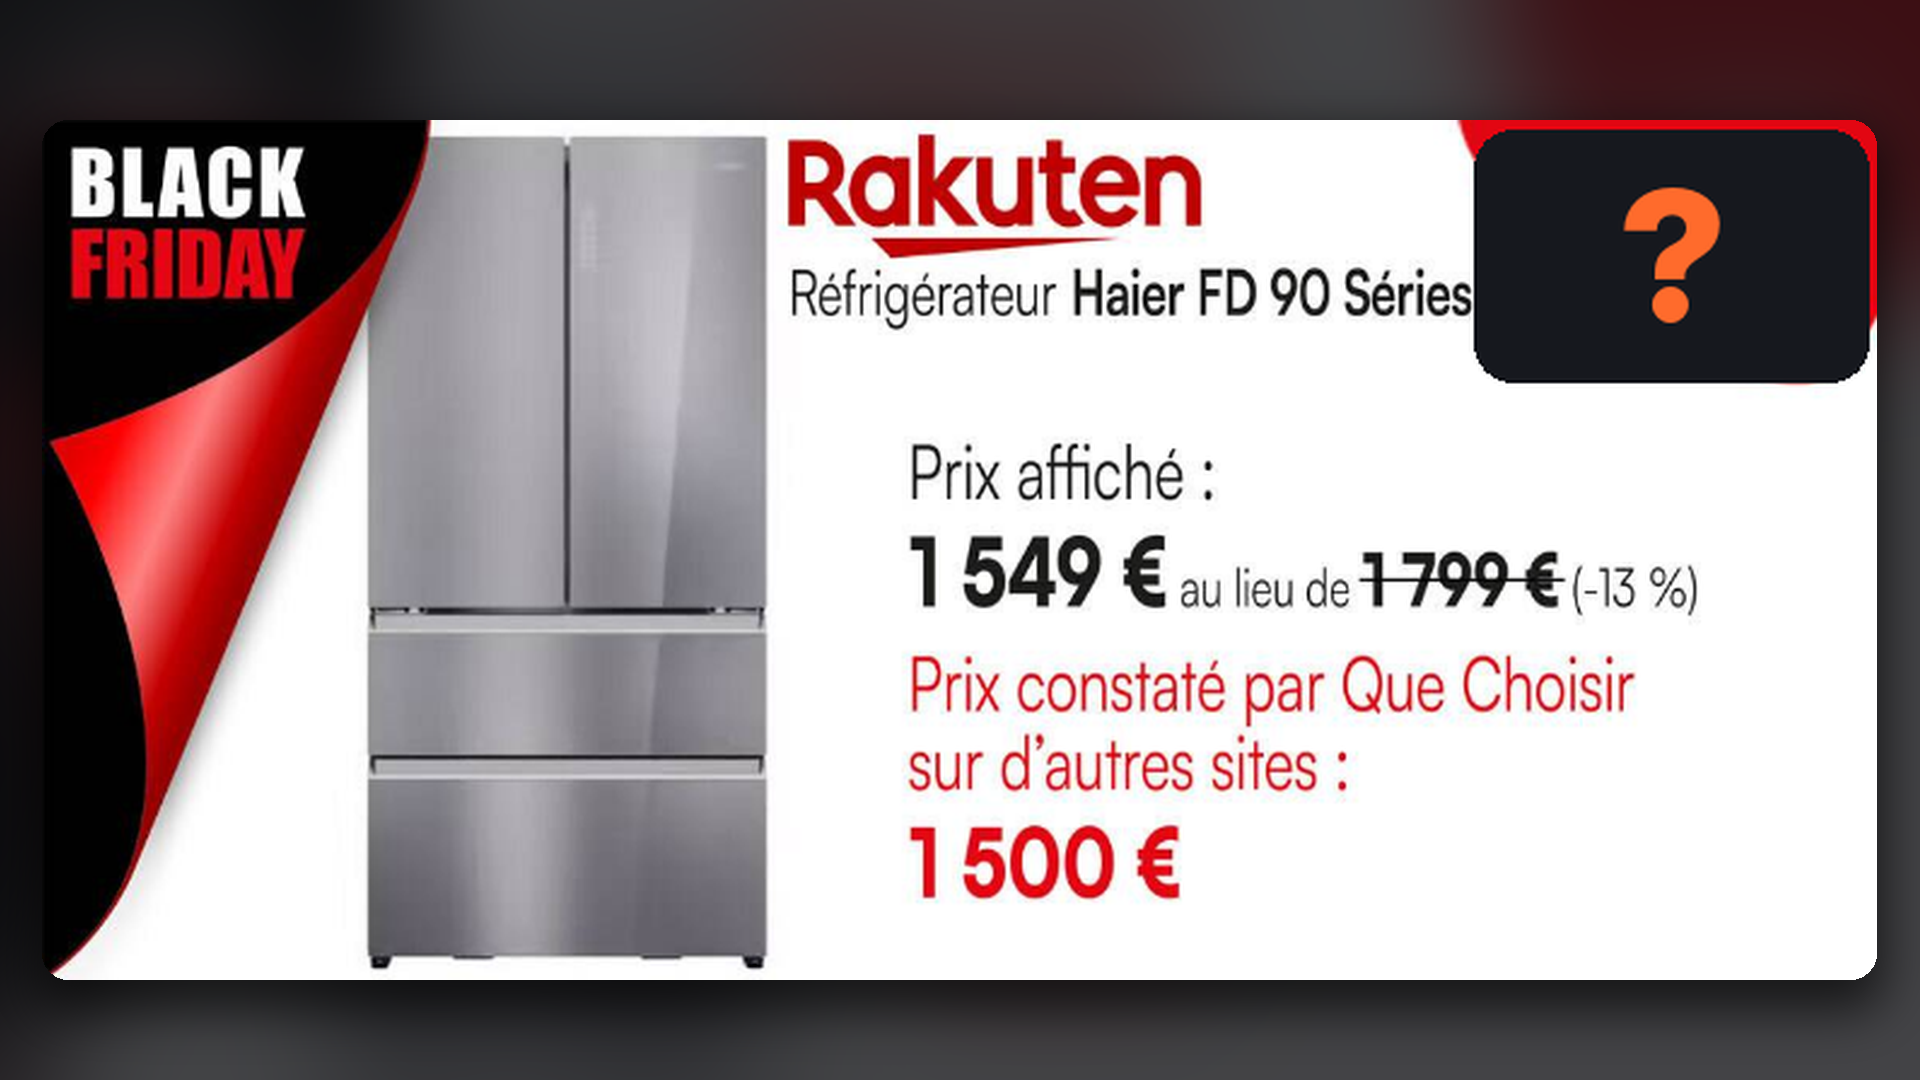 BLACK
FRIDAY
Rakuten
Réfrigérateur Haier FD 90 Séries
?
Prix affiché :
1 549 € au lieu de 1 799 € (-13 %)
Prix constaté par Que Choisir
sur d’autres sites :
1 500 €